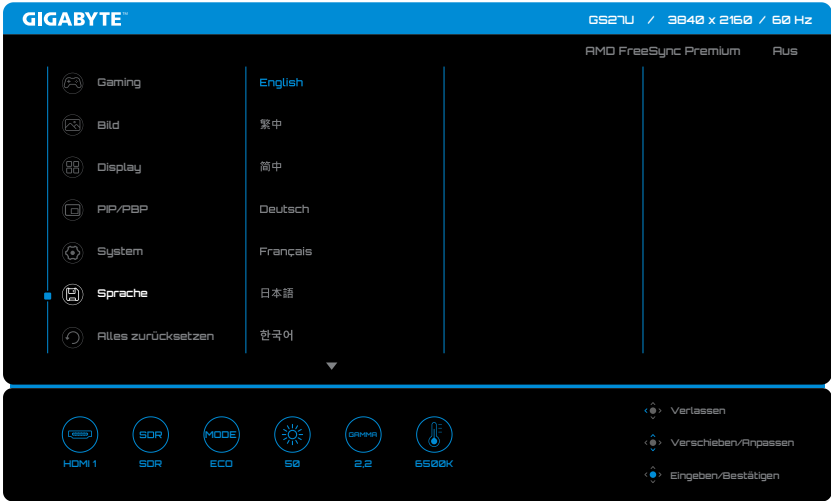 GIGABYTE™ GS27U / 3840 x 2160 / 60 Hz
AMD FreeSync Premium Aus
Gaming English
Bild 繁中
Display 简中
PIP/PBP Deutsch
System Français
Sprache 日本語
Alles zurücksetzen 한국어
Verlassen
SDR MODE GAMMA
Verschieben/Anpassen
HDMI 1 SDR ECO 50 2,2 6500K
Eingeben/Bestätigen